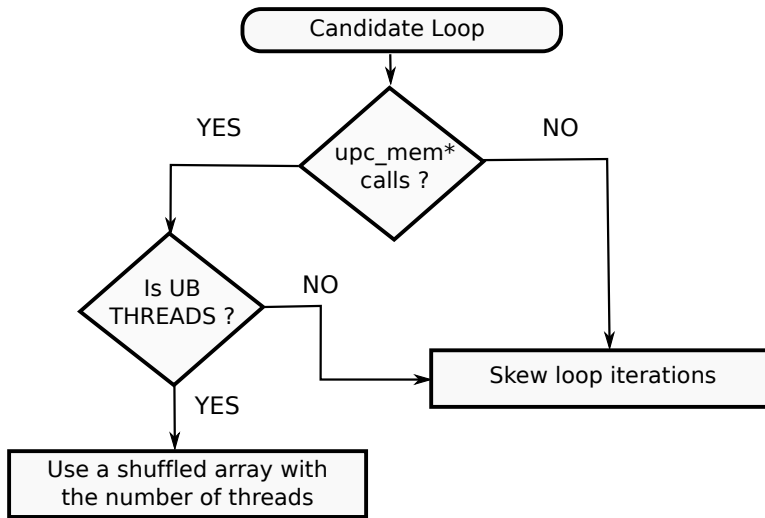 Candidate Loop
YES
NO
upc_mem*
calls ?
Is UB
THREADS ?
NO
Skew loop iterations
YES
Use a shuffled array with
the number of threads